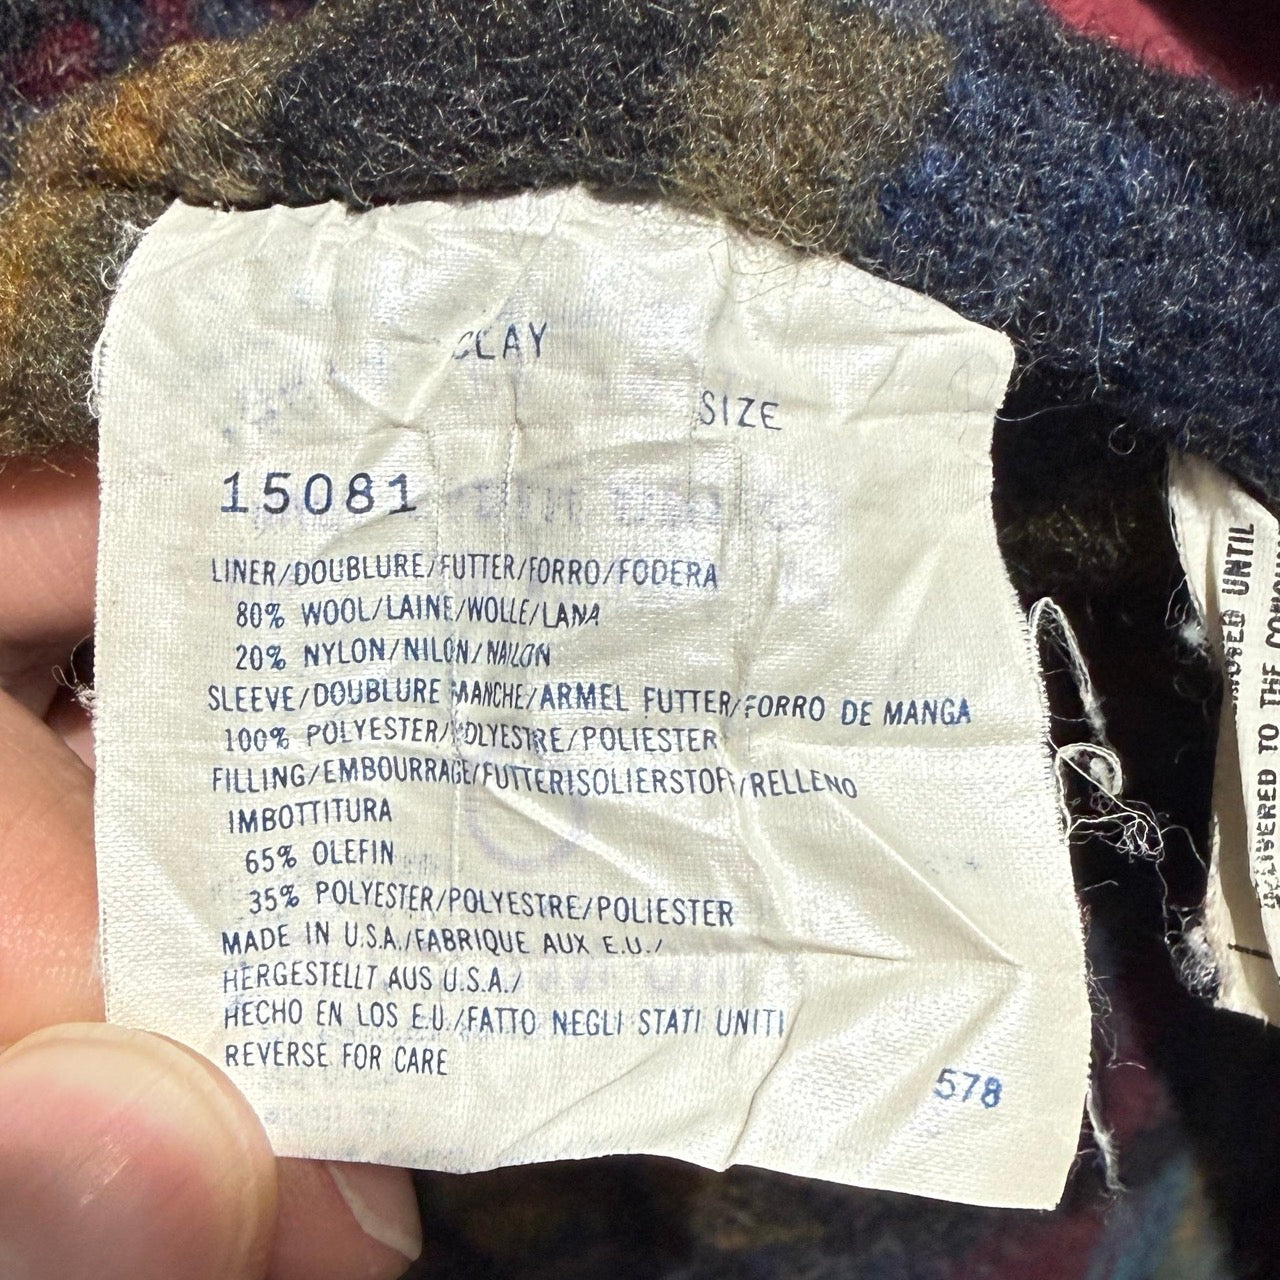 CLAY
SIZE
15081
LINER/DOUBLURE/FUTTER/FORRO/FODERA
80% WOOL/LAINE/WOLLE/LANA
20% NYLON/NILON/NAILON
SLEEVE/DOUBLURE MANCHE/ARMEL FUTTER/FORRO DE MANGA
100% POLYESTER/POLYESTRE/POLIESTER
FILLING/EMBOURRAGE/FUTTERISOLIERSTOFF/RELLENO
IMBOTTITURA
65% OLEFIN
35% POLYESTER/POLYESTRE/POLIESTER
MADE IN U.S.A./FABRIQUE AUX E.U./
HERGESTELLT AUS U.S.A./
HECHO EN LOS E.U./FATTO NEGLI STATI UNITI
REVERSE FOR CARE
578
UNTIL
DELIVERED TO THE